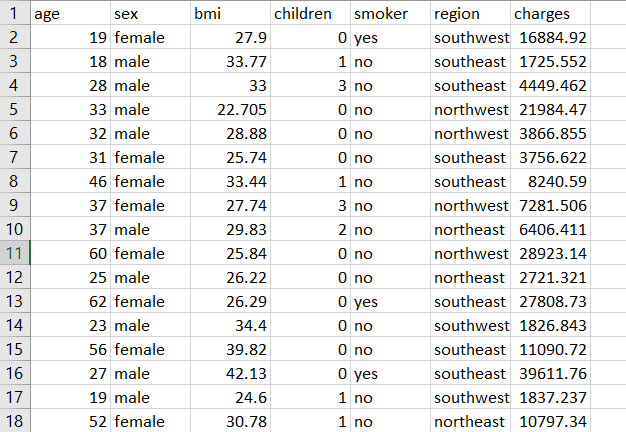 1 age sex bmi children smoker region charges
2 19 female 27.9 0 yes southwest 16884.92
3 18 male 33.77 1 no southeast 1725.552
4 28 male 33 3 no southeast 4449.462
5 33 male 22.705 0 no northwest 21984.47
6 32 male 28.88 0 no northwest 3866.855
7 31 female 25.74 0 no southeast 3756.622
8 46 female 33.44 1 no southeast 8240.59
9 37 female 27.74 3 no northwest 7281.506
10 37 male 29.83 2 no northeast 6406.411
11 60 female 25.84 0 no northwest 28923.14
12 25 male 26.22 0 no northeast 2721.321
13 62 female 26.29 0 yes southeast 27808.73
14 23 male 34.4 0 no southwest 1826.843
15 56 female 39.82 0 no southeast 11090.72
16 27 male 42.13 0 yes southeast 39611.76
17 19 male 24.6 1 no southwest 1837.237
18 52 female 30.78 1 no northeast 10797.34